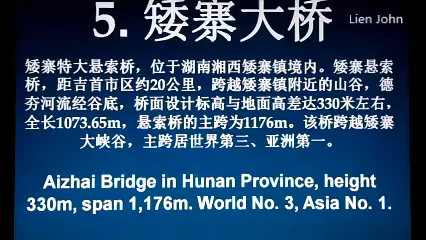 Lien John
5. 矮寨大桥
矮寨特大悬索桥，位于湖南湘西矮寨镇境内。矮寨悬索
桥，距吉首市区约20公里，跨越矮寨镇附近的山谷，德
夯河流经谷底，桥面设计标高与地面高差达330米左右，
全长1073.65m，悬索桥的主跨为1176m。该桥跨越矮寨
大峡谷，主跨居世界第三、亚洲第一。
Aizhai Bridge in Hunan Province, height
330m, span 1,176m. World No. 3, Asia No. 1.